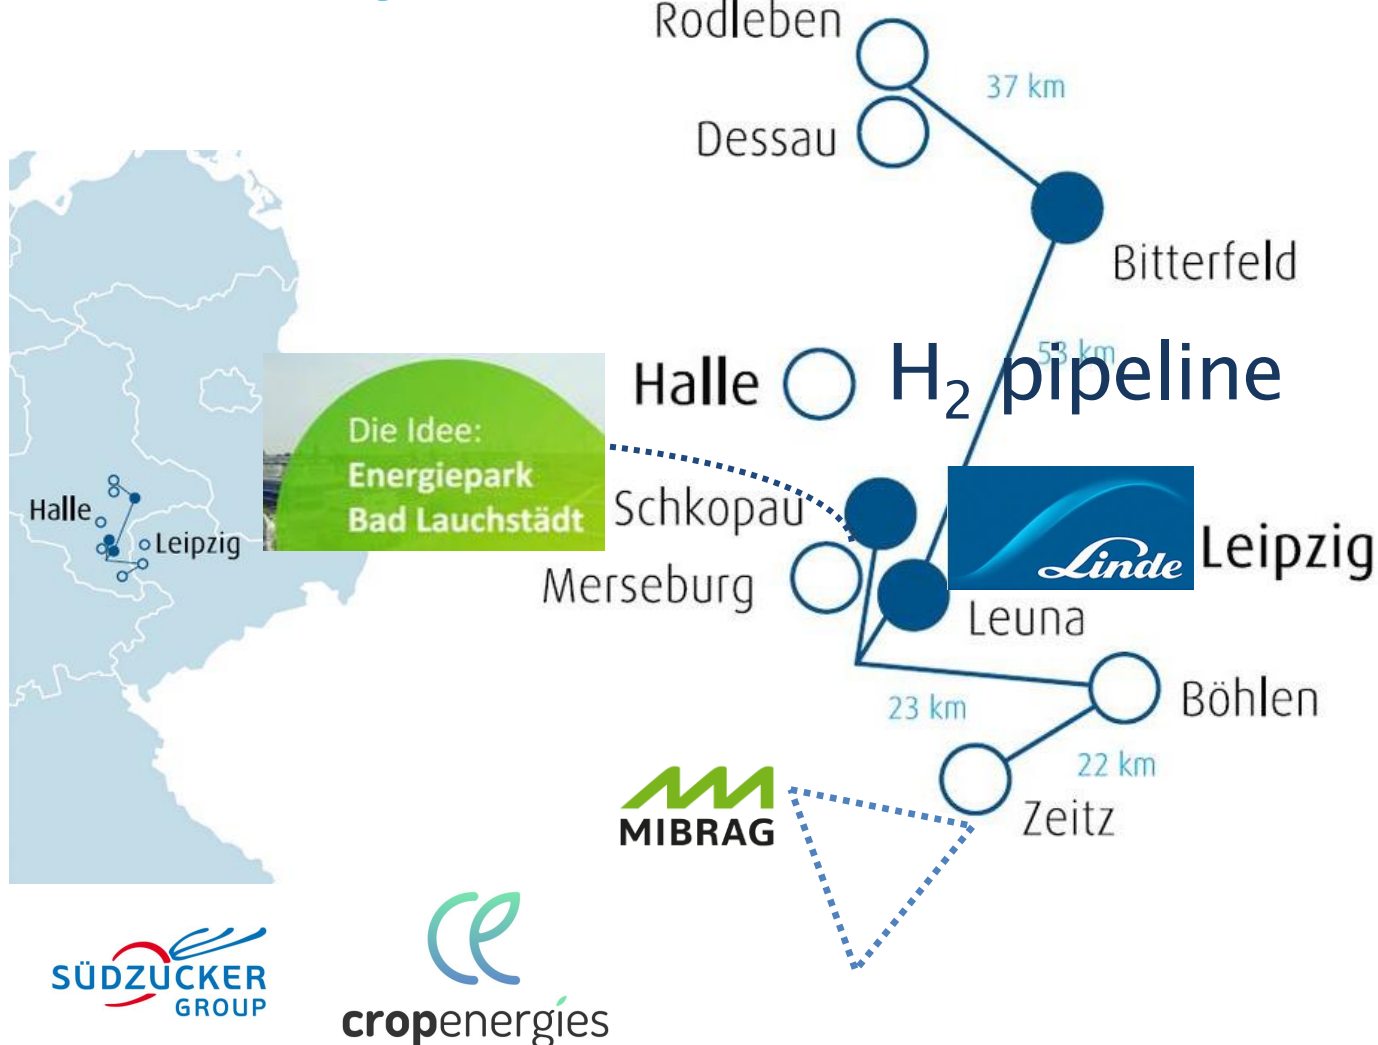 Rodleben
37 km
Dessau
Bitterfeld
53 km
H₂ pipeline
Halle
Die Idee:
Energiepark
Bad Lauchstädt
Schkopau
Linde
Leipzig
Merseburg
Leuna
Halle
Leipzig
Böhlen
23 km
22 km
Zeitz
MIBRAG
SÜDZUCKER
GROUP
cropenergies